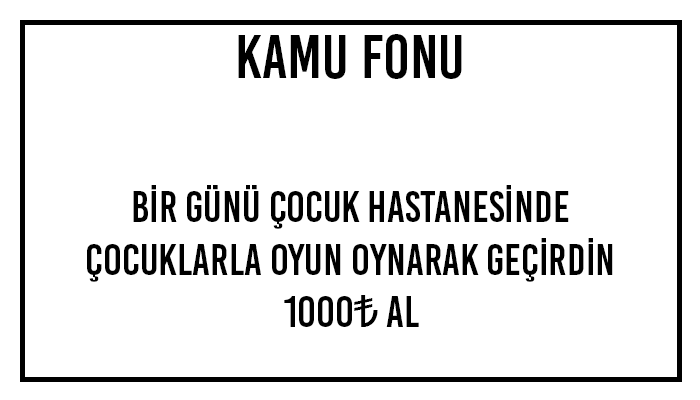 KAMU FONU
BİR GÜNÜ ÇOCUK HASTANESİNDE
ÇOCUKLARLA OYUN OYNARAK GEÇİRDİN
1000₺ AL